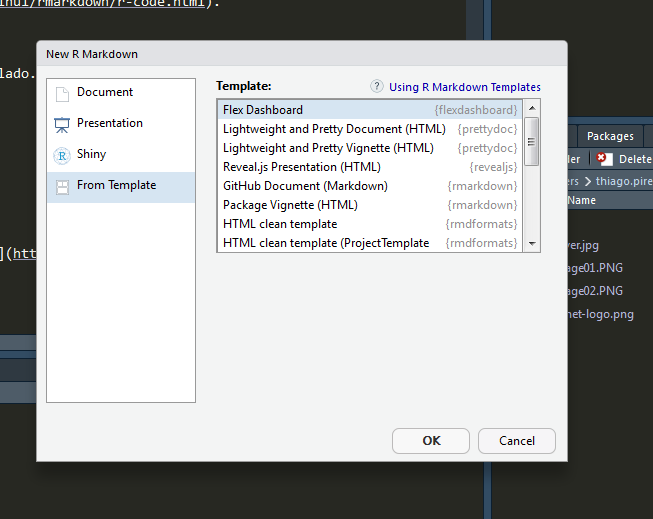 inui/rmarkdown/r-code.html).
New R Markdown
lado.
Document
Presentation
Shiny
From Template
Template:
? Using R Markdown Templates
Flex Dashboard {flexdashboard}
Lightweight and Pretty Document (HTML) {prettydoc}
Lightweight and Pretty Vignette (HTML) {prettydoc}
Reveal.js Presentation (HTML) {revealjs}
GitHub Document (Markdown) {rmarkdown}
Package Vignette (HTML) {rmarkdown}
HTML clean template {rmdformats}
HTML clean template (ProjectTemplate {rmdformats}
](htt
OK
Cancel
Packages
der Delete
ers > thiago.pire
Name
ver.jpg
age01.PNG
age02.PNG
net-logo.png